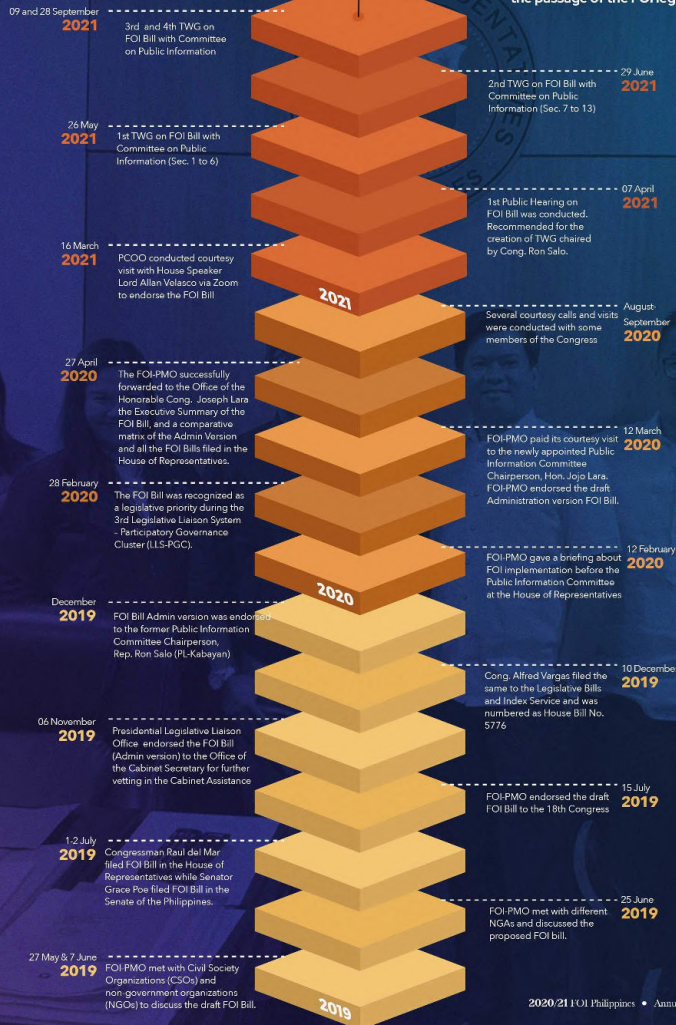 the passage of the FOI leg
09 and 28 September
2021
3rd and 4th TWG on
FOI Bill with Committee
on Public Information
29 June
2021
2nd TWG on FOI Bill with
Committee on Public
Information (Sec. 7 to 13)
26 May
2021
1st TWG on FOI Bill with
Committee on Public
Information (Sec. 1 to 6)
07 April
2021
1st Public Hearing on
FOI Bill was conducted.
Recommended for the
creation of TWG chaired
by Cong. Ron Salo.
16 March
2021
PCOO conducted courtesy
visit with House Speaker
Lord Allan Velasco via Zoom
to endorse the FOI Bill
2021
August-
September
2020
Several courtesy calls and visits
were conducted with some
members of the Congress
27 April
2020
The FOI-PMO successfully
forwarded to the Office of the
Honorable Cong. Joseph Lara
the Executive Summary of the
FOI Bill, and a comparative
matrix of the Admin Version
and all the FOI Bills filed in the
House of Representatives.
12 March
2020
FOI-PMO paid its courtesy visit
to the newly appointed Public
Information Committee
Chairperson, Hon. Jojo Lara.
FOI-PMO endorsed the draft
Administration version FOI Bill.
28 February
2020
The FOI Bill was recognized as
a legislative priority during the
3rd Legislative Liaison System
– Participatory Governance
Cluster (LLS-PGC).
12 February
2020
FOI-PMO gave a briefing about
FOI implementation before the
Public Information Committee
at the House of Representatives
2020
December
2019
FOI Bill Admin version was endorsed
to the former Public Information
Committee Chairperson,
Rep. Ron Salo (PL-Kabayan)
10 December
2019
Cong. Alfred Vargas filed the
same to the Legislative Bills
and Index Service and was
numbered as House Bill No.
5776
06 November
2019
Presidential Legislative Liaison
Office endorsed the FOI Bill
(Admin version) to the Office of
the Cabinet Secretary for further
vetting in the Cabinet Assistance
15 July
2019
FOI-PMO endorsed the draft
FOI Bill to the 18th Congress
1-2 July
2019
Congressman Raul del Mar
filed FOI Bill in the House of
Representatives while Senator
Grace Poe filed FOI Bill in the
Senate of the Philippines.
25 June
2019
FOI-PMO met with different
NGAs and discussed the
proposed FOI bill.
27 May & 7 June
2019
FOI-PMO met with Civil Society
Organizations (CSOs) and
non-government organizations
(NGOs) to discuss the draft FOI Bill.
2019
2020/21 FOI Philippines • Annu